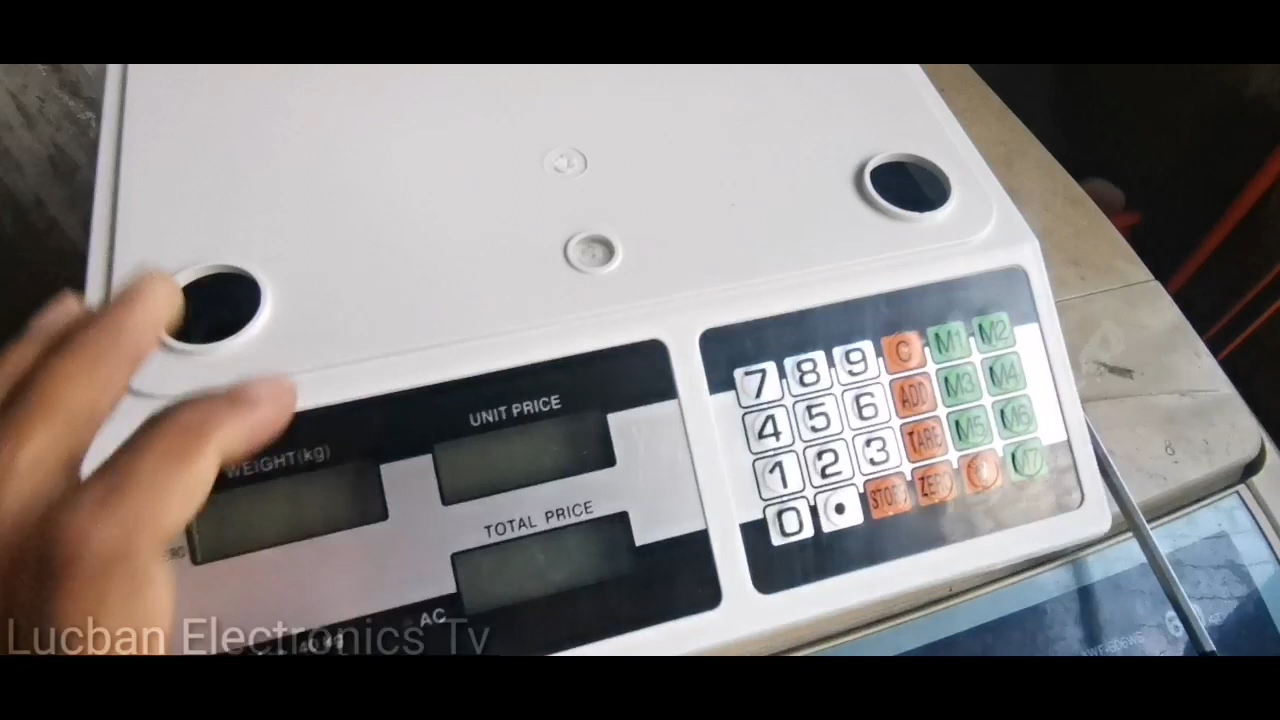 UNIT PRICE
WEIGHT(kg)
TOTAL PRICE
AC
40kg
7 8 9 C M1 M2
4 5 6 ADD M3 M4
1 2 3 TARE M5 M6
0 . ZERO M7
Lucban Electronics Tv